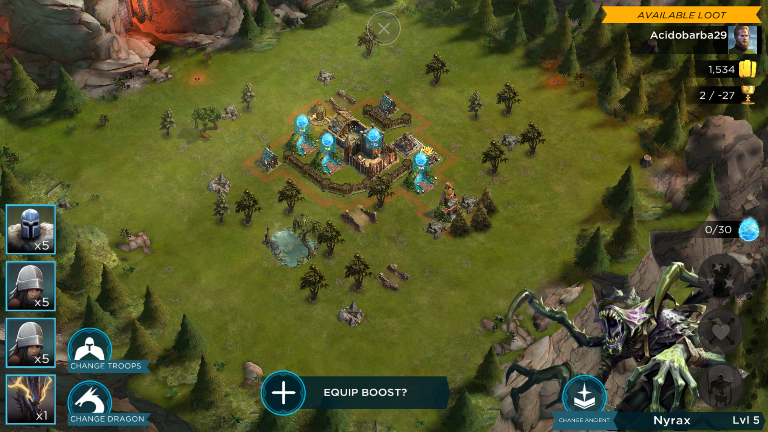 AVAILABLE LOOT
Acidobarba29
1,534
2 / -27
0/30
x5
x5
x5
CHANGE TROOPS
x1
CHANGE DRAGON
EQUIP BOOST?
CHANGE ANCIENT
Nyrax Lvl 5